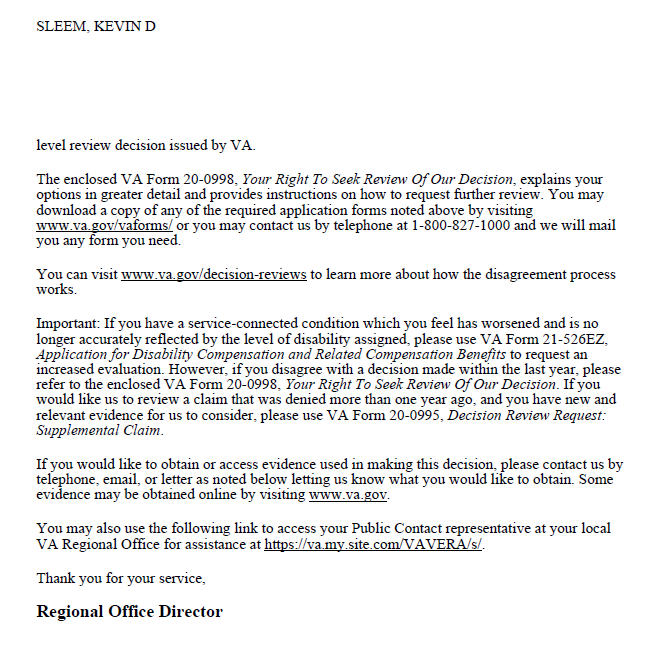 SLEEM, KEVIN D
level review decision issued by VA.
The enclosed VA Form 20-0998, Your Right To Seek Review Of Our Decision, explains your
options in greater detail and provides instructions on how to request further review. You may
download a copy of any of the required application forms noted above by visiting
www.va.gov/vaforms/ or you may contact us by telephone at 1-800-827-1000 and we will mail
you any form you need.
You can visit www.va.gov/decision-reviews to learn more about how the disagreement process
works.
Important: If you have a service-connected condition which you feel has worsened and is no
longer accurately reflected by the level of disability assigned, please use VA Form 21-526EZ,
Application for Disability Compensation and Related Compensation Benefits to request an
increased evaluation. However, if you disagree with a decision made within the last year, please
refer to the enclosed VA Form 20-0998, Your Right To Seek Review Of Our Decision. If you
would like us to review a claim that was denied more than one year ago, and you have new and
relevant evidence for us to consider, please use VA Form 20-0995, Decision Review Request:
Supplemental Claim.
If you would like to obtain or access evidence used in making this decision, please contact us by
telephone, email, or letter as noted below letting us know what you would like to obtain. Some
evidence may be obtained online by visiting www.va.gov.
You may also use the following link to access your Public Contact representative at your local
VA Regional Office for assistance at https://va.my.site.com/VAVERA/s/.
Thank you for your service,
Regional Office Director